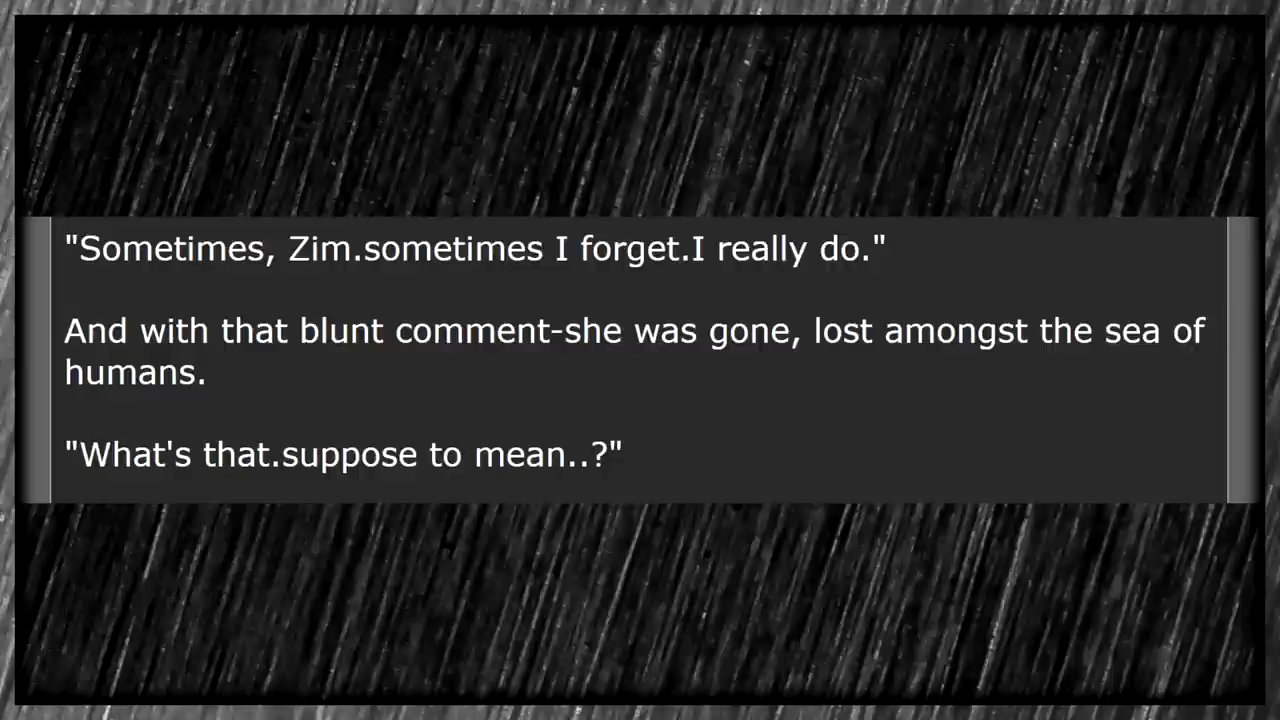 "Sometimes, Zim.sometimes I forget.I really do."
And with that blunt comment-she was gone, lost amongst the sea of
humans.
"What's that.suppose to mean..?"